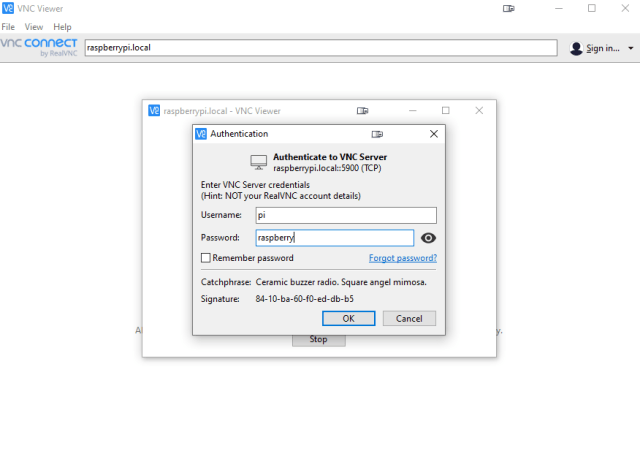 VNC Viewer
File View Help
vnc connect
by RealVNC
raspberrypi.local
Sign in...
raspberrypi.local - VNC Viewer
Authentication
Authenticate to VNC Server
raspberrypi.local::5900 (TCP)
Enter VNC Server credentials
(Hint: NOT your RealVNC account details)
Username: pi
Password: raspberry
Remember password Forgot password?
Catchphrase: Ceramic buzzer radio. Square angel mimosa.
Signature: 84-10-ba-60-f0-ed-db-b5
OK Cancel
Stop